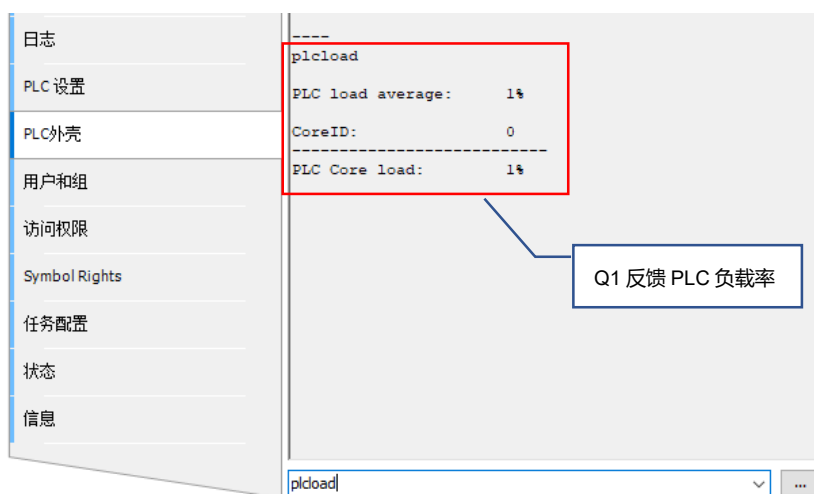 日志
PLC 设置
PLC外壳
用户和组
访问权限
Symbol Rights
任务配置
状态
信息
----
plcload
PLC load average: 1%
CoreID: 0
---------------------------
PLC Core load: 1%
Q1 反馈 PLC 负载率
plcload
...